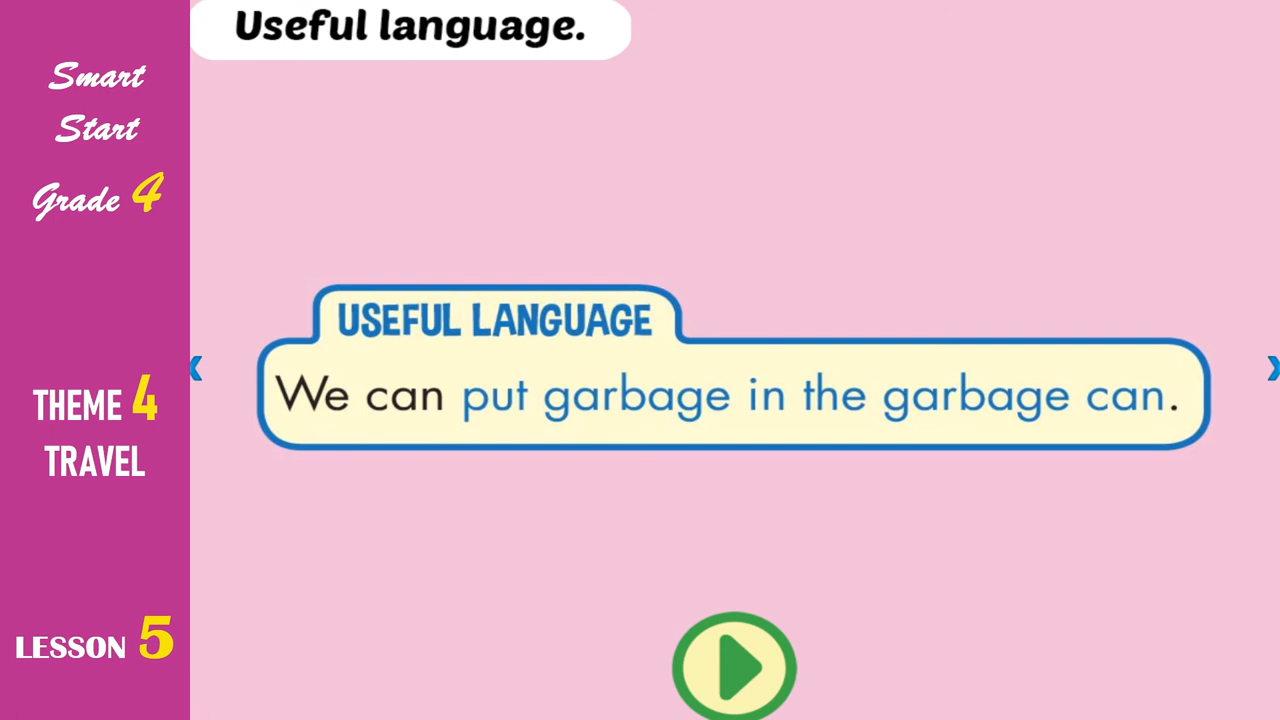 Useful language.
Smart
Start
Grade 4
THEME 4
TRAVEL
LESSON 5
USEFUL LANGUAGE
We can put garbage in the garbage can.